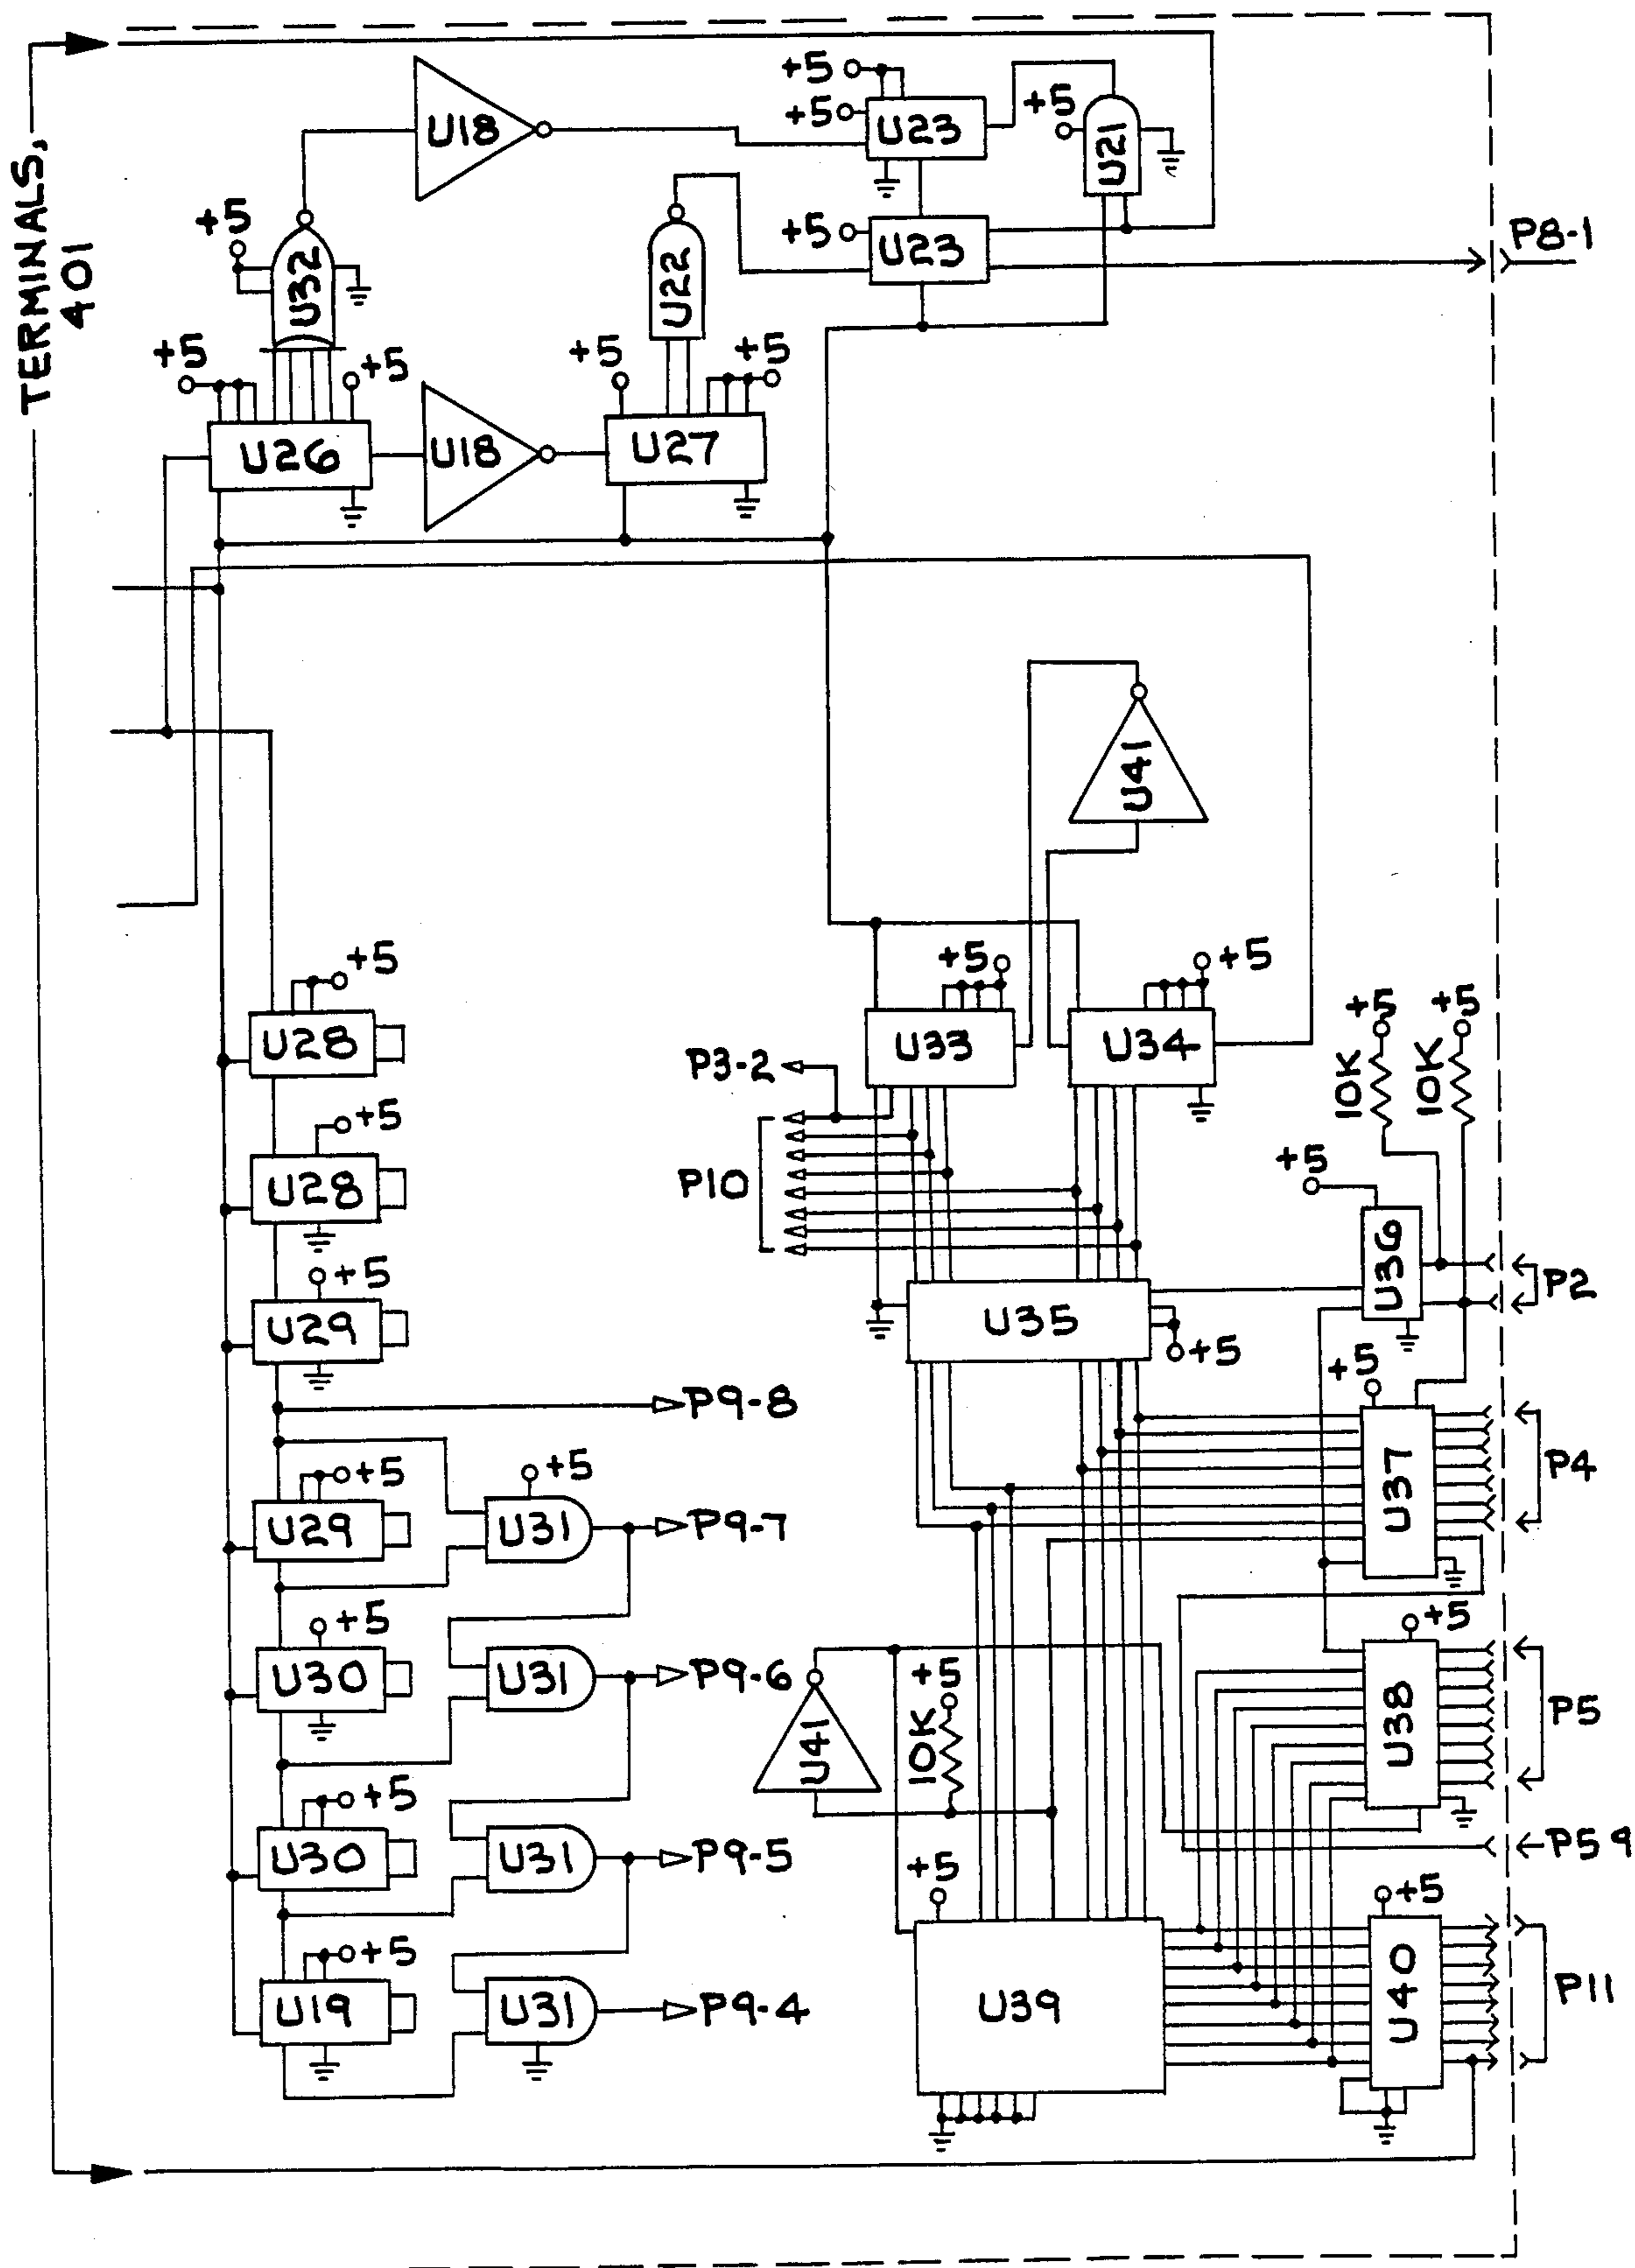 TERMINALS,
401
+5
+5
+5
U18
U23
U21
P8-1
+5
+5
U32
U22
U23
+5
+5
+5
+5
U26
U18
U27
U41
+5
+5
+5
+5
+5
U28
U33
U34
10K
10K
P3-2
+5
+5
U28
P10
U36
P2
+5
U29
U35
+5
+5
P9-8
+5
+5
U37
P4
U29
U31
P9-7
+5
+5
U30
U31
P9-6
+5
U38
P5
U41
10K
+5
U30
U31
P9-5
P5 9
+5
+5
+5
U19
U31
P9-4
U39
U40
P11